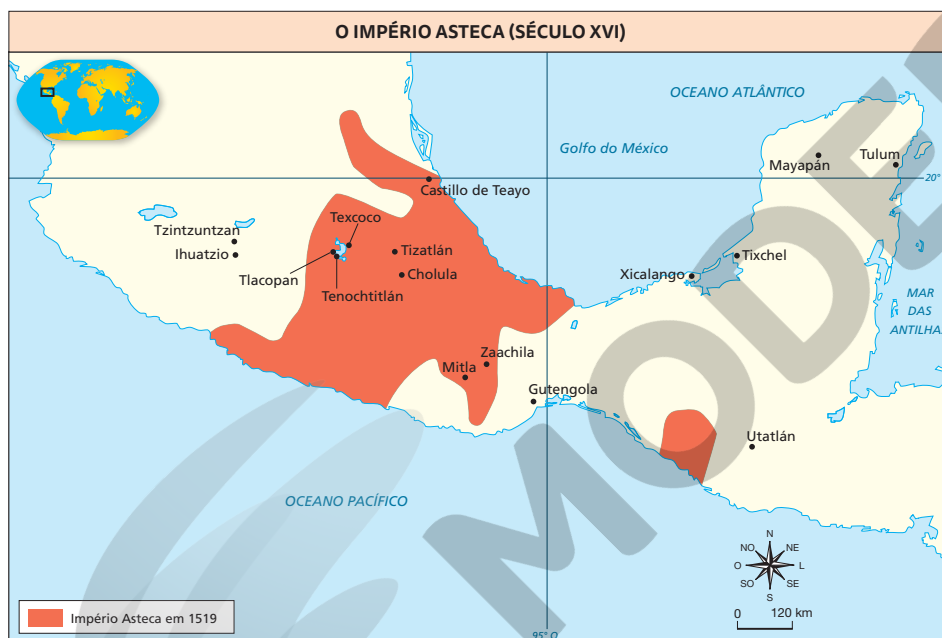 O IMPÉRIO ASTECA (SÉCULO XVI)
OCEANO ATLÂNTICO
Golfo do México
Mayapán
Tulum
20°
Castillo de Teayo
Texcoco
Tzintzuntzan
Ihuatzio
Tizatlán
Tixchel
Tlacopan
Cholula
Xicalango
Tenochtitlán
MAR
DAS
ANTILHAS
Zaachila
Mitla
Gutengola
Utatlán
OCEANO PACÍFICO
N
NO
NE
O
L
SO
SE
S
Império Asteca em 1519
0
120 km
95° O
MODE